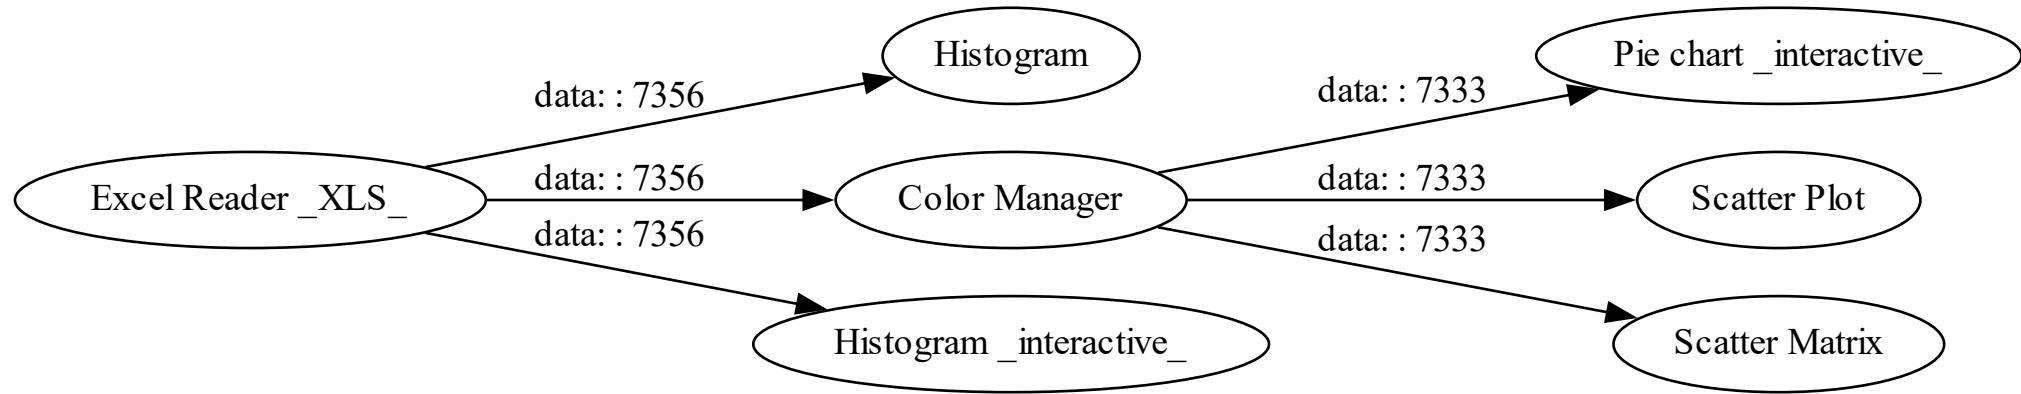 Histogram
Pie chart _interactive_
data: : 7356
data: : 7333
Excel Reader _XLS_
data: : 7356
Color Manager
data: : 7333
Scatter Plot
data: : 7356
data: : 7333
Histogram _interactive_
Scatter Matrix